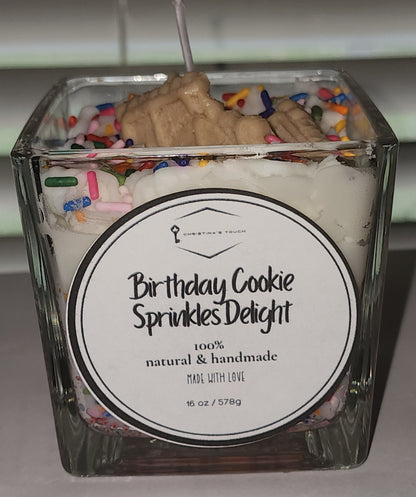 CHRISTINA'S TOUCH
Birthday Cookie
Sprinkles Delight
100%
natural & handmade
MADE WITH LOVE
16 oz / 578g